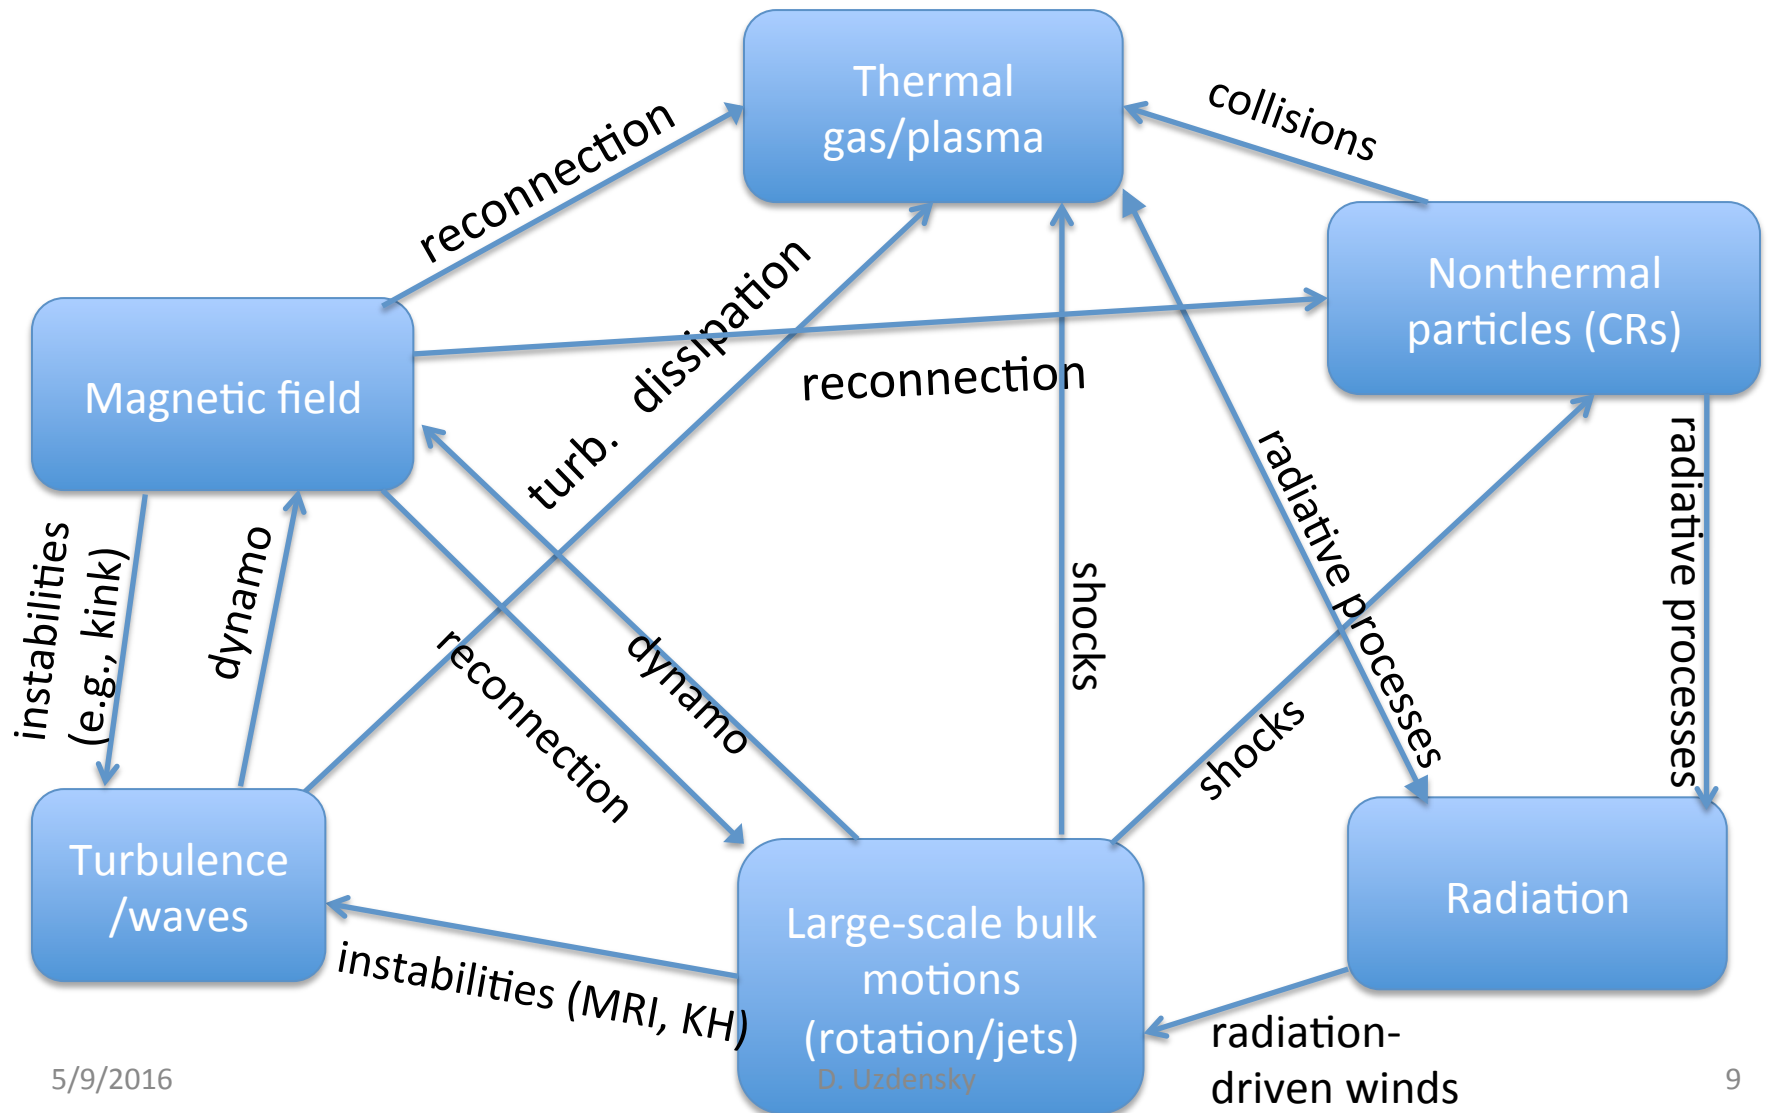 Thermal
gas/plasma
collisions
reconnection
Nonthermal
particles (CRs)
turb. dissipation
reconnection
Magnetic field
instabilities
(e.g., kink)
dynamo
reconnection
dynamo
shocks
shocks
radiative processes
radiative processes
Turbulence
/waves
instabilities (MRI, KH)
Large-scale bulk
motions
(rotation/jets)
Radiation
radiation-
driven winds
5/9/2016
D. Uzdensky
9